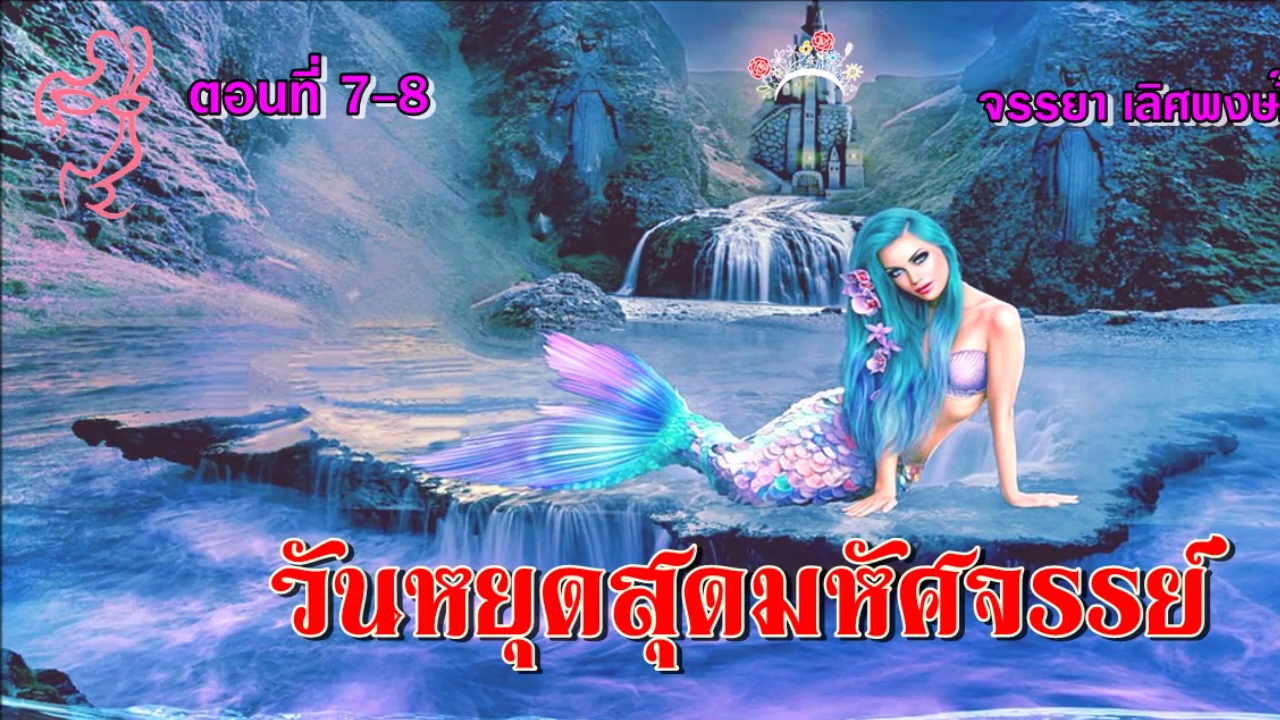 ตอนที่ 7-8
จรรยา เลิศพงษ์
วันหยุดสุดมหัศจรรย์